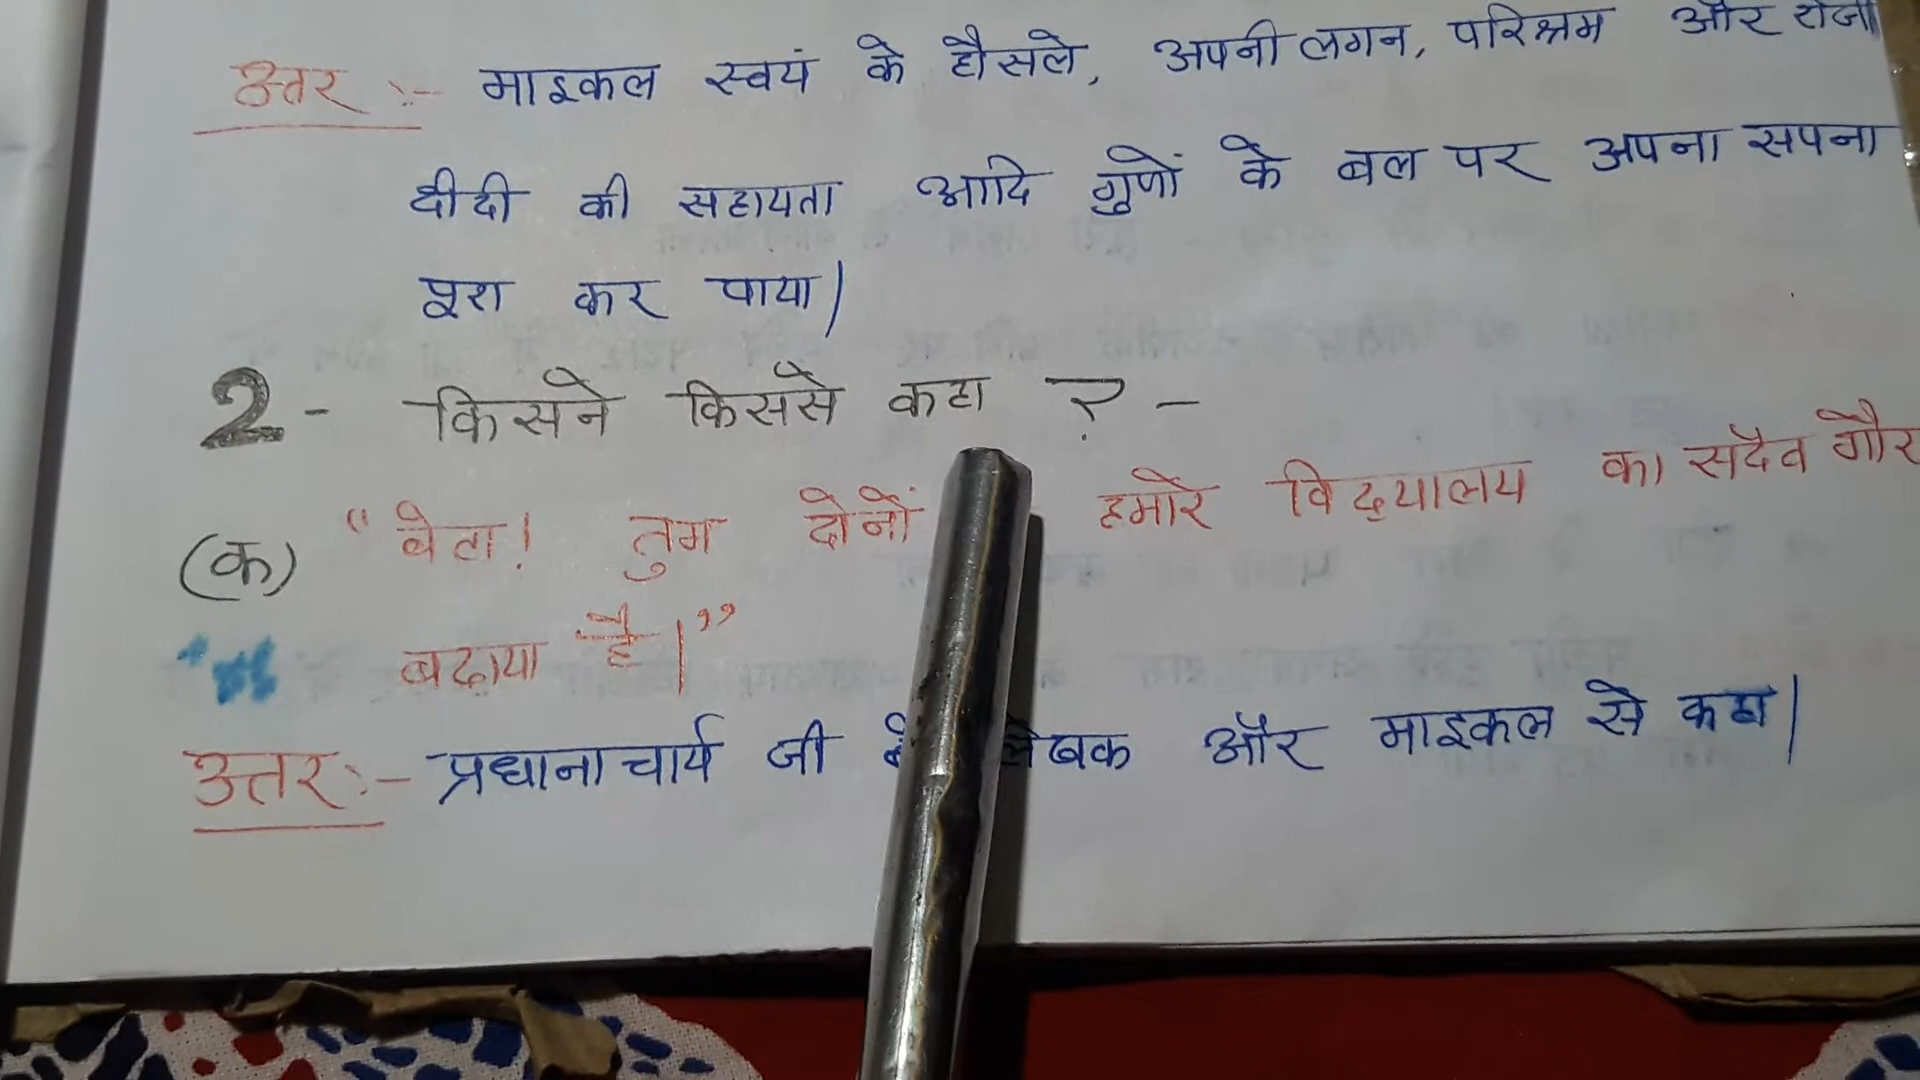 उत्तर :- माइकल स्वयं के हौसले, अपनी लगन, परिश्रम और रोजी
दीदी की सहायता आदि गुणों के बल पर अपना सपना
पूरा कर पाया।
2- किसने किससे कहा ? -
(क) "बेटा! तुम दोनों हमारे विद्यालय का सदैव गौर
बढ़ाया है।"
उत्तर :- प्रधानाचार्य जी लेखक और माइकल से कहा।